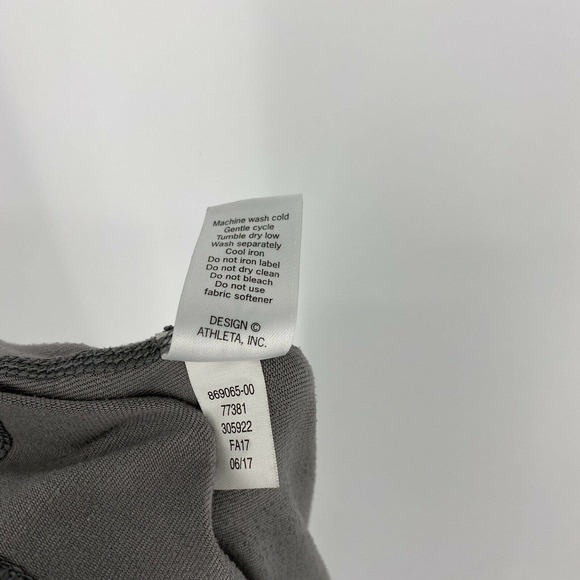 Machine wash cold
Gentle cycle
Tumble dry low
Wash separately
Cool iron
Do not iron label
Do not dry clean
Do not bleach
Do not use
fabric softener
DESIGN ©
ATHLETA, INC.
869065-00
77381
305922
FA17
06/17